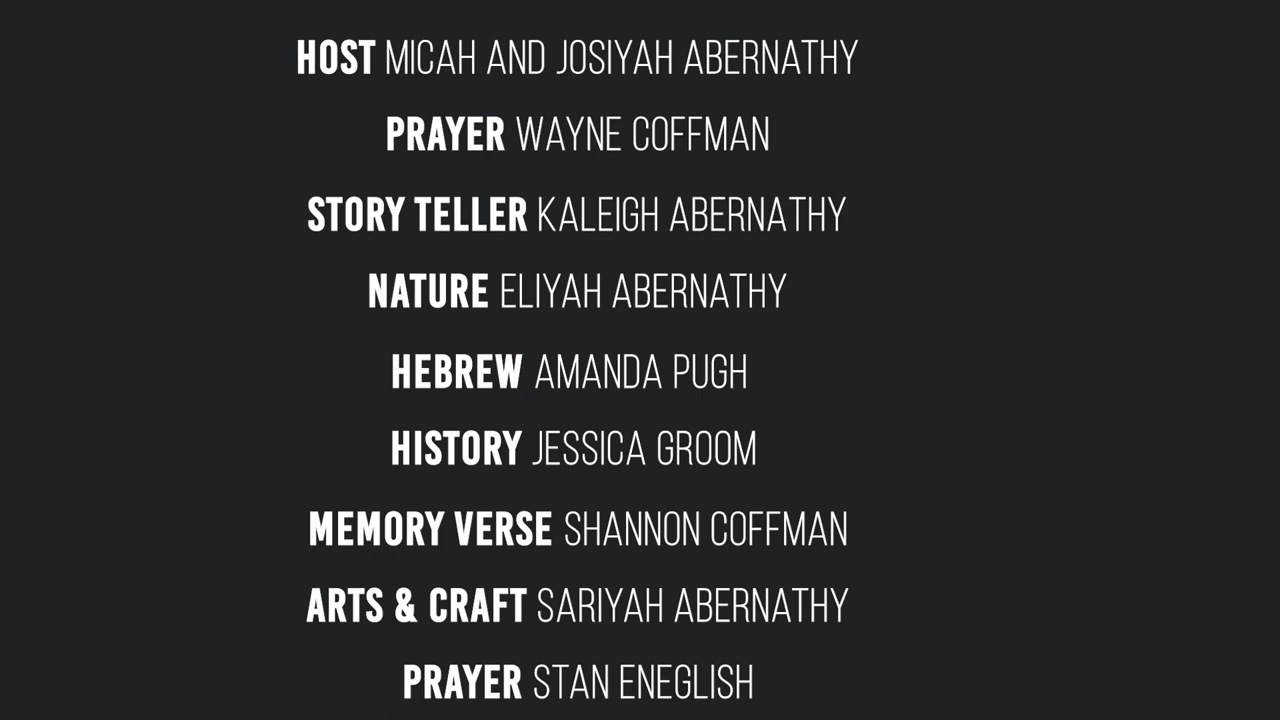 HOST MICAH AND JOSIYAH ABERNATHY
PRAYER WAYNE COFFMAN
STORY TELLER KALEIGH ABERNATHY
NATURE ELIYAH ABERNATHY
HEBREW AMANDA PUGH
HISTORY JESSICA GROOM
MEMORY VERSE SHANNON COFFMAN
ARTS & CRAFT SARIYAH ABERNATHY
PRAYER STAN ENEGLISH